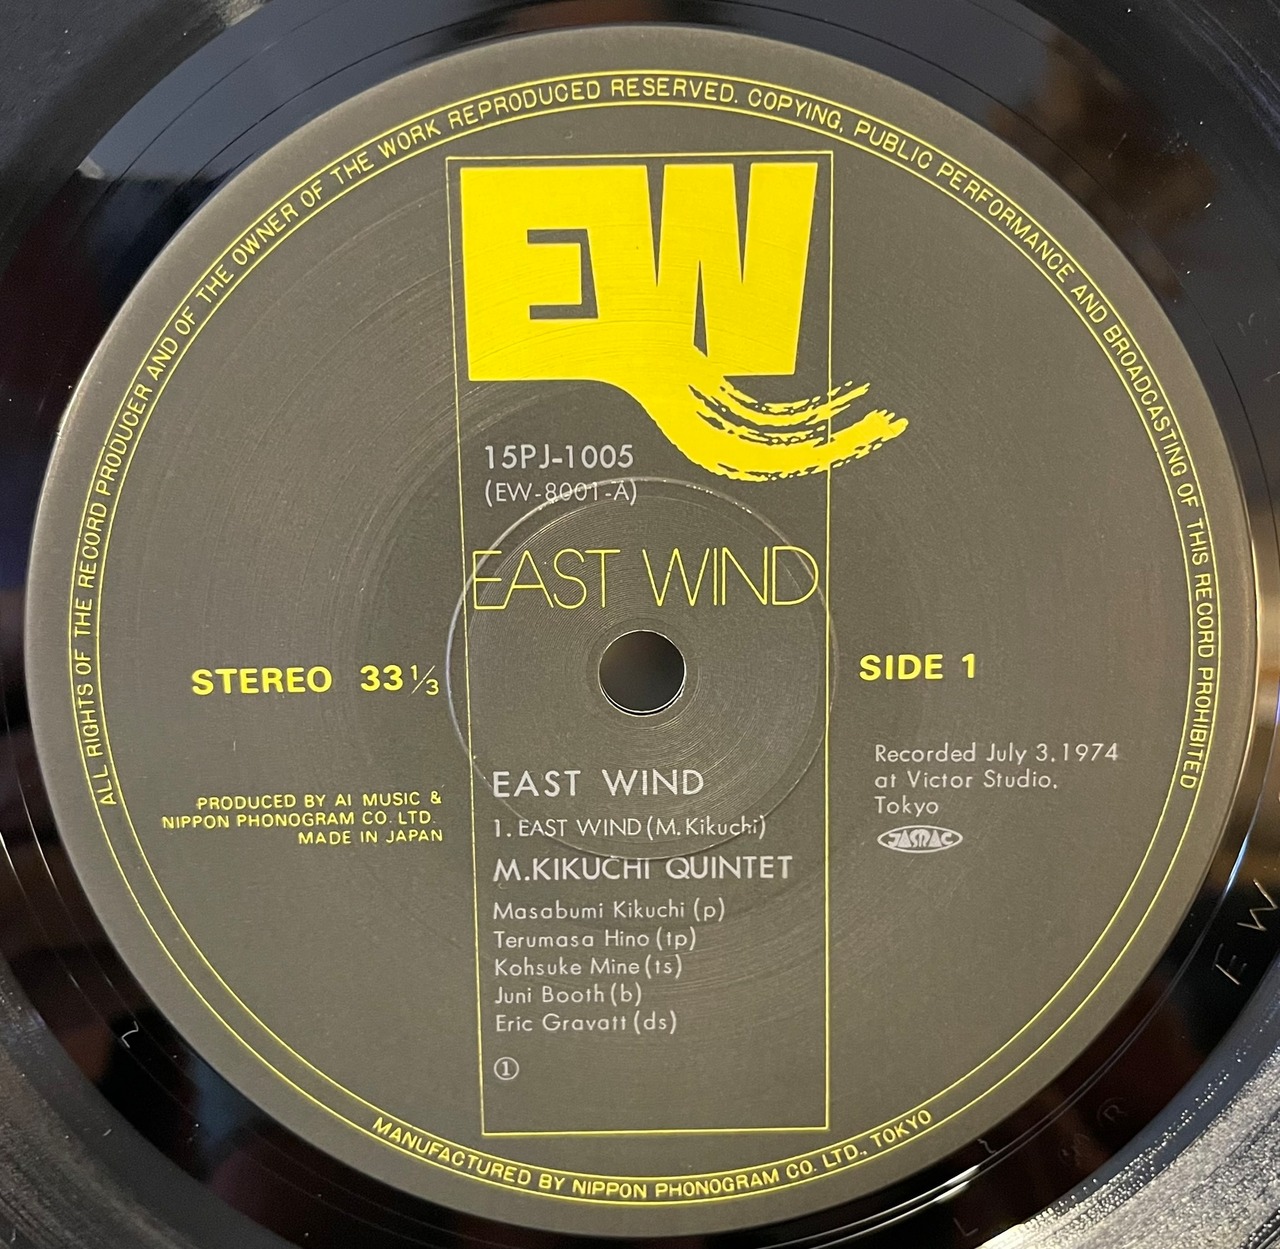 ALL RIGHTS OF THE RECORD PRODUCER AND OF THE OWNER OF THE WORK REPRODUCED RESERVED. COPYING, PUBLIC PERFORMANCE AND BROADCASTING OF THIS RECORD PROHIBITED
EW
15PJ-1005
(EW-8001-A)
EAST WIND
STEREO 33⅓
SIDE 1
PRODUCED BY AI MUSIC &
NIPPON PHONOGRAM CO. LTD.
MADE IN JAPAN
EAST WIND
1. EAST WIND (M. Kikuchi)
M.KIKUCHI QUINTET
Masabumi Kikuchi (p)
Terumasa Hino (tp)
Kohsuke Mine (ts)
Juni Booth (b)
Eric Gravatt (ds)
①
Recorded July 3, 1974
at Victor Studio,
Tokyo
JASRAC
MANUFACTURED BY NIPPON PHONOGRAM CO. LTD., TOKYO
E W